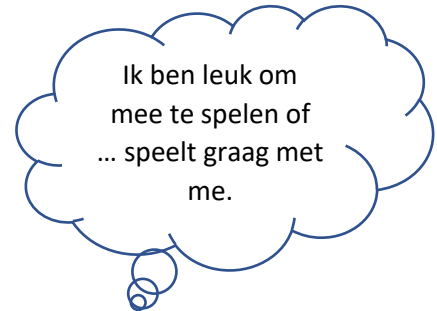 Ik ben leuk om
mee te spelen of
... speelt graag met
me.